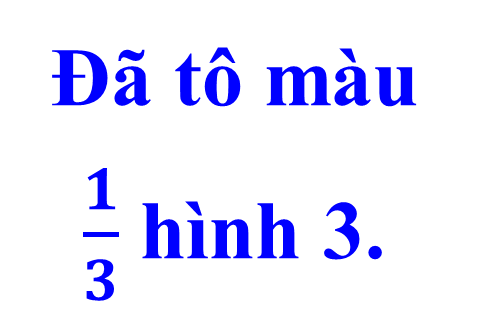 Đã tô màu
1/3 hình 3.